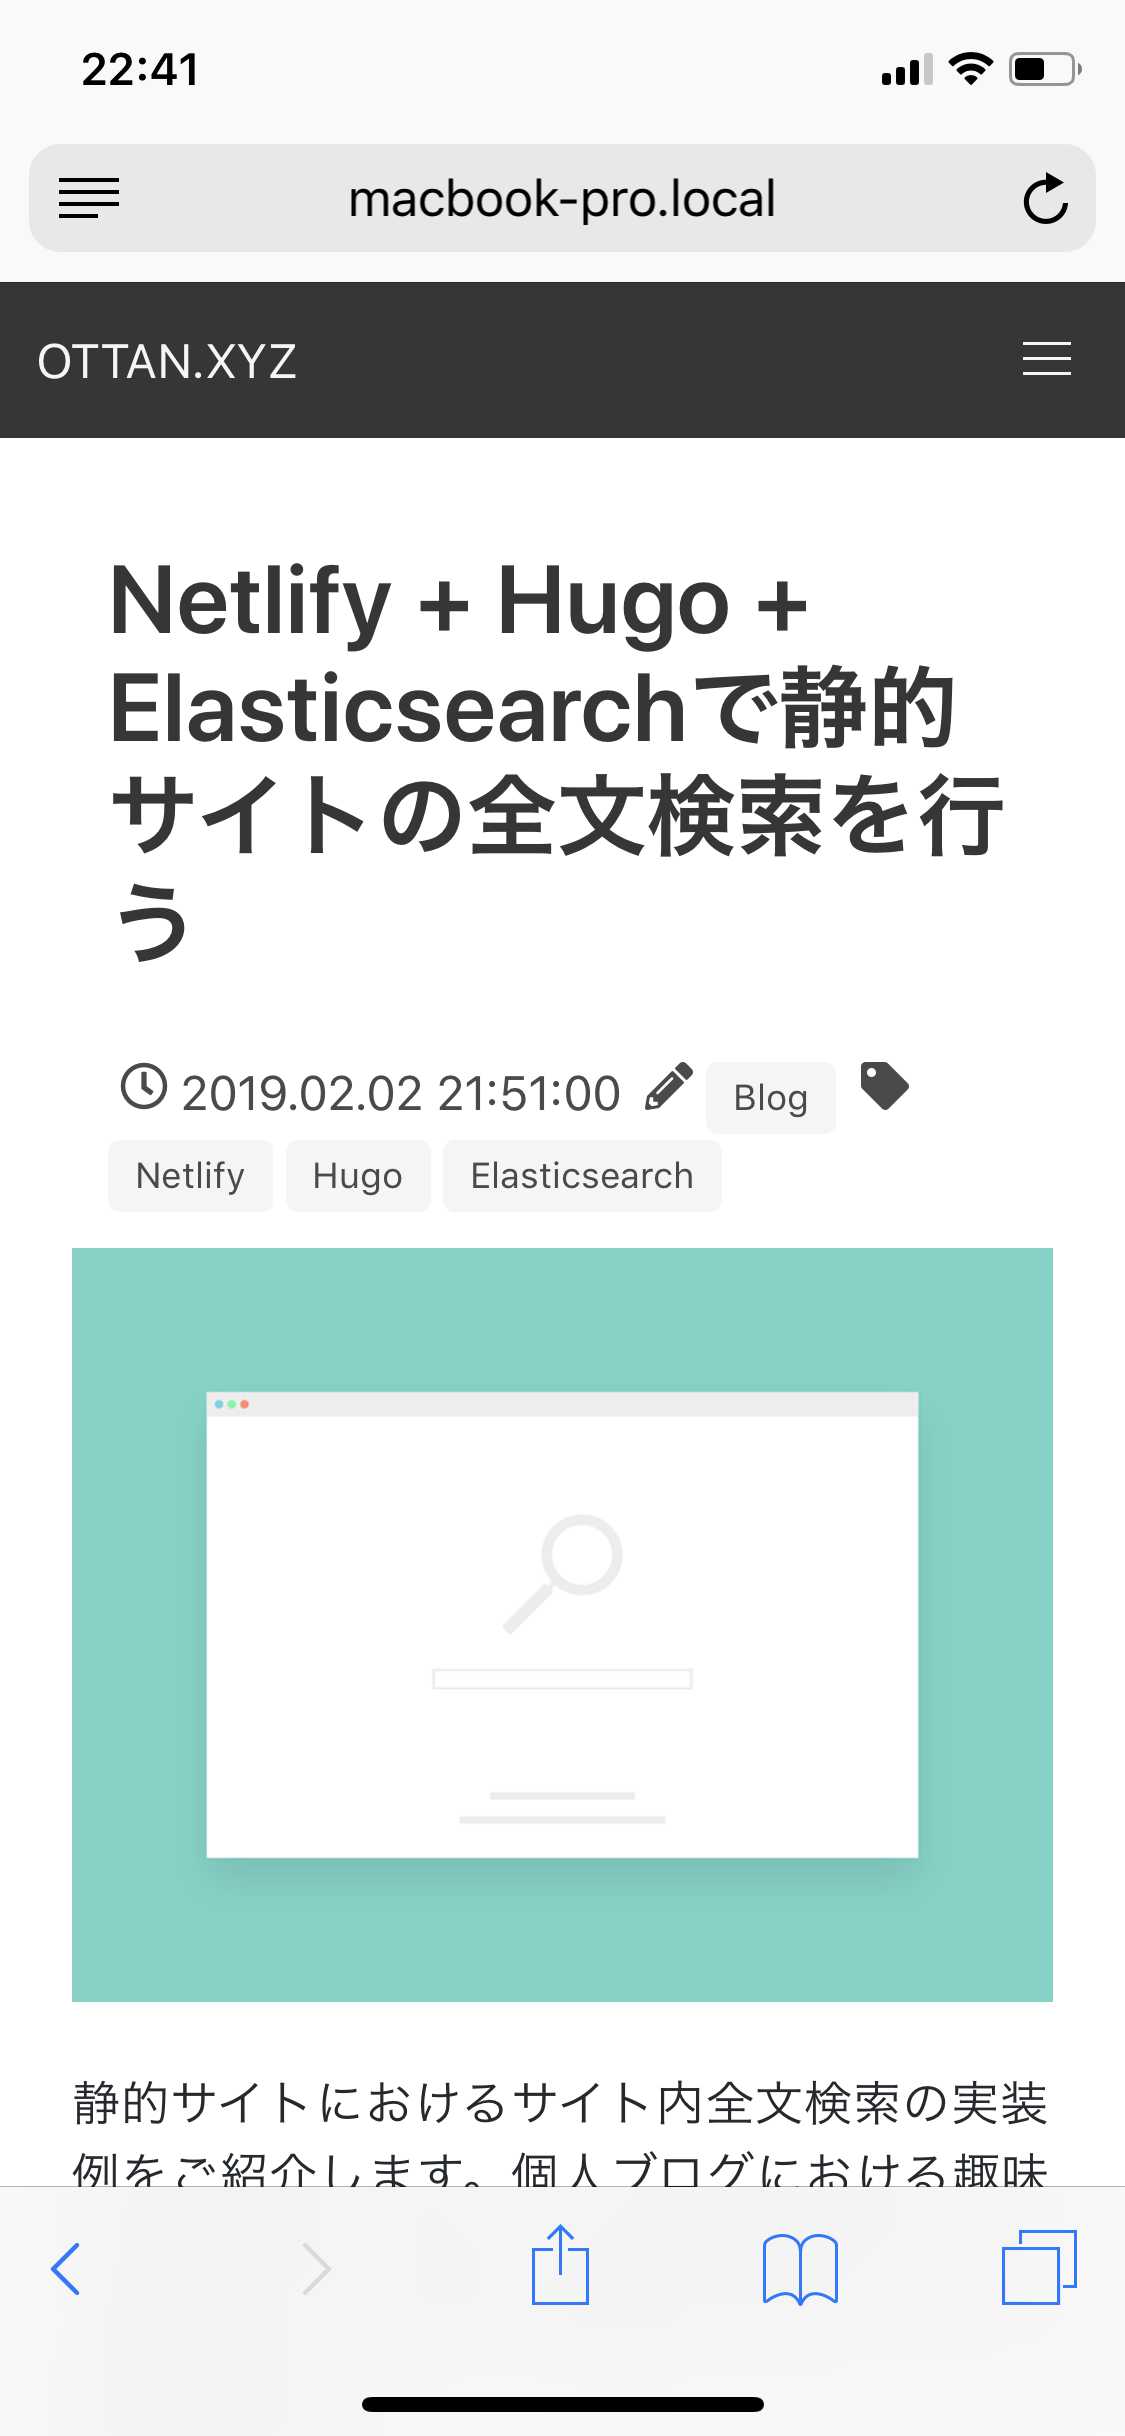 22:41
macbook-pro.local
OTTAN.XYZ
Netlify + Hugo +
Elasticsearchで静的
サイトの全文検索を行
う
2019.02.02 21:51:00 Blog
Netlify Hugo Elasticsearch
静的サイトにおけるサイト内全文検索の実装
例をご紹介します。個人ブログにおける趣味